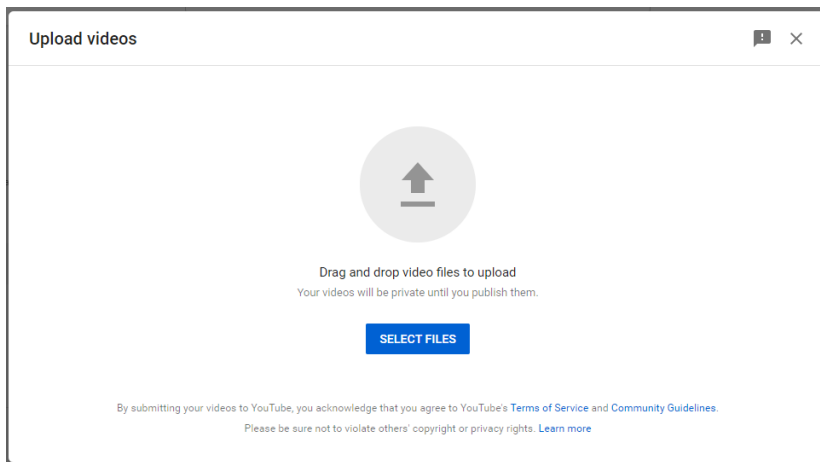 Upload videos
Drag and drop video files to upload
Your videos will be private until you publish them.
SELECT FILES
By submitting your videos to YouTube, you acknowledge that you agree to YouTube's Terms of Service and Community Guidelines.
Please be sure not to violate others' copyright or privacy rights. Learn more